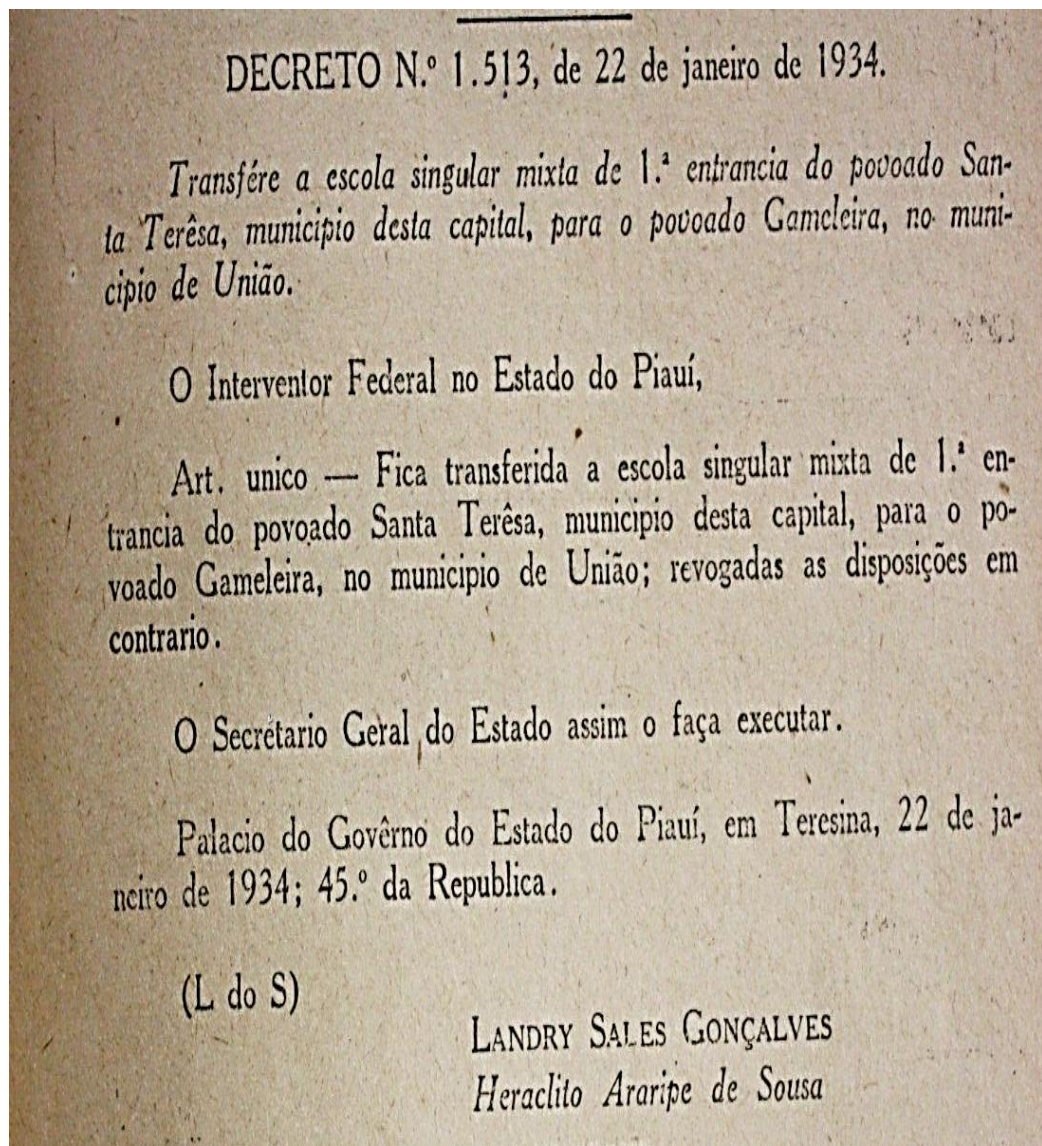 DECRETO N.º 1.513, de 22 de janeiro de 1934.
Transfére a escola singular mixta de 1.ª entrancia do povoado San-
ta Terêsa, municipio desta capital, para o povoado Gameleira, no muni-
cipio de União.
O Interventor Federal no Estado do Piauí,
Art. unico — Fica transferida a escola singular mixta de 1.ª en-
trancia do povoado Santa Terêsa, municipio desta capital, para o po-
voado Gameleira, no municipio de União; revogadas as disposições em
contrario.
O Secretario Geral do Estado assim o faça executar.
Palacio do Govêrno do Estado do Piauí, em Teresina, 22 de ja-
neiro de 1934; 45.º da Republica.
(L do S)
LANDRY SALES GONÇALVES
Heraclito Araripe de Sousa